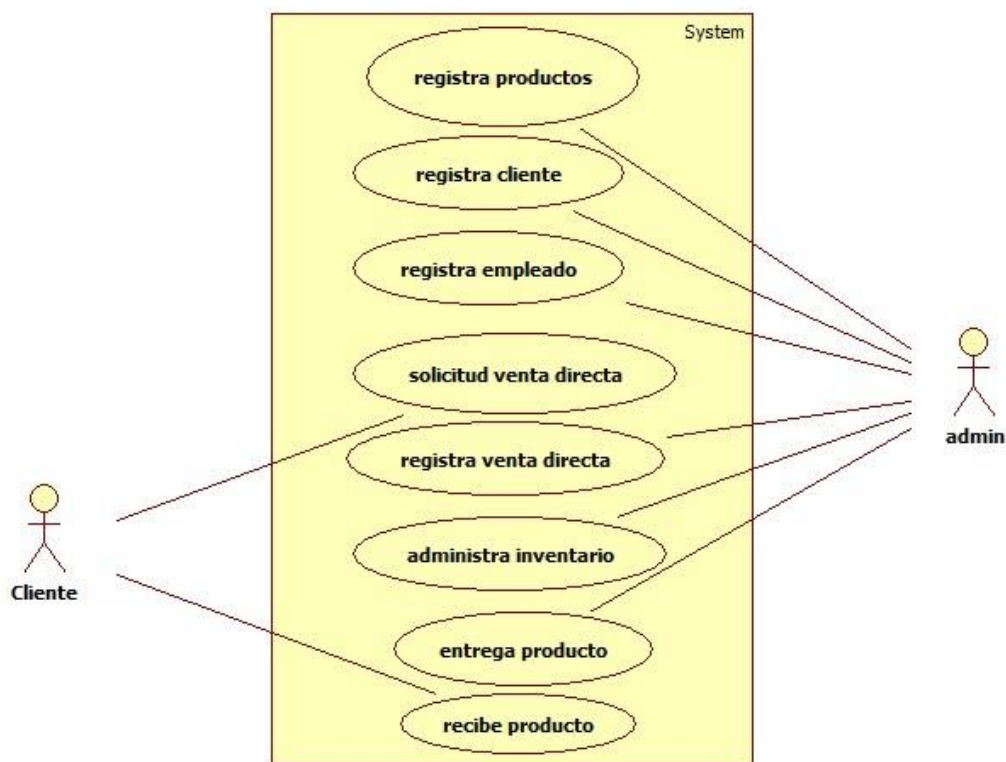 System
registra productos
registra cliente
registra empleado
solicitud venta directa
registra venta directa
administra inventario
entrega producto
recibe producto
Cliente
admin